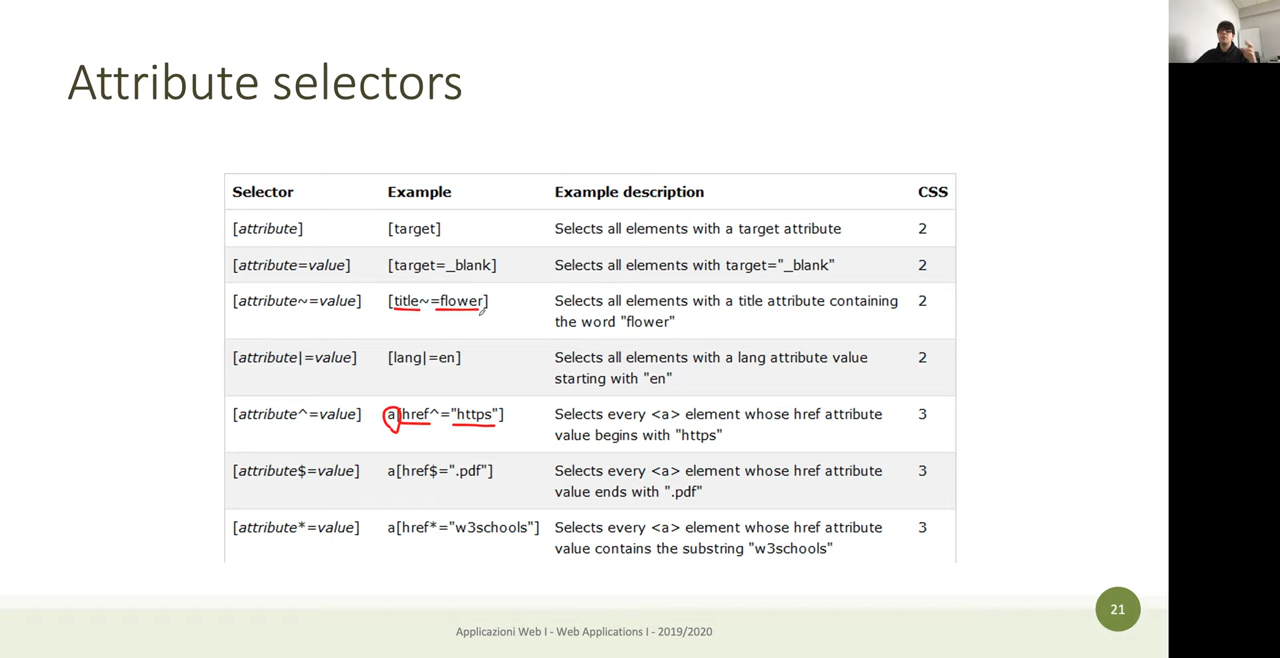 Attribute selectors
Selector Example Example description CSS
[attribute] [target] Selects all elements with a target attribute 2
[attribute=value] [target=_blank] Selects all elements with target="_blank" 2
[attribute~=value] [title~=flower] Selects all elements with a title attribute containing 2
the word "flower"
[attribute|=value] [lang|=en] Selects all elements with a lang attribute value 2
starting with "en"
[attribute^=value] a[href^="https"] Selects every <a> element whose href attribute 3
value begins with "https"
[attribute$=value] a[href$=".pdf"] Selects every <a> element whose href attribute 3
value ends with ".pdf"
[attribute*=value] a[href*="w3schools"] Selects every <a> element whose href attribute 3
value contains the substring "w3schools"
21
Applicazioni Web I - Web Applications I - 2019/2020